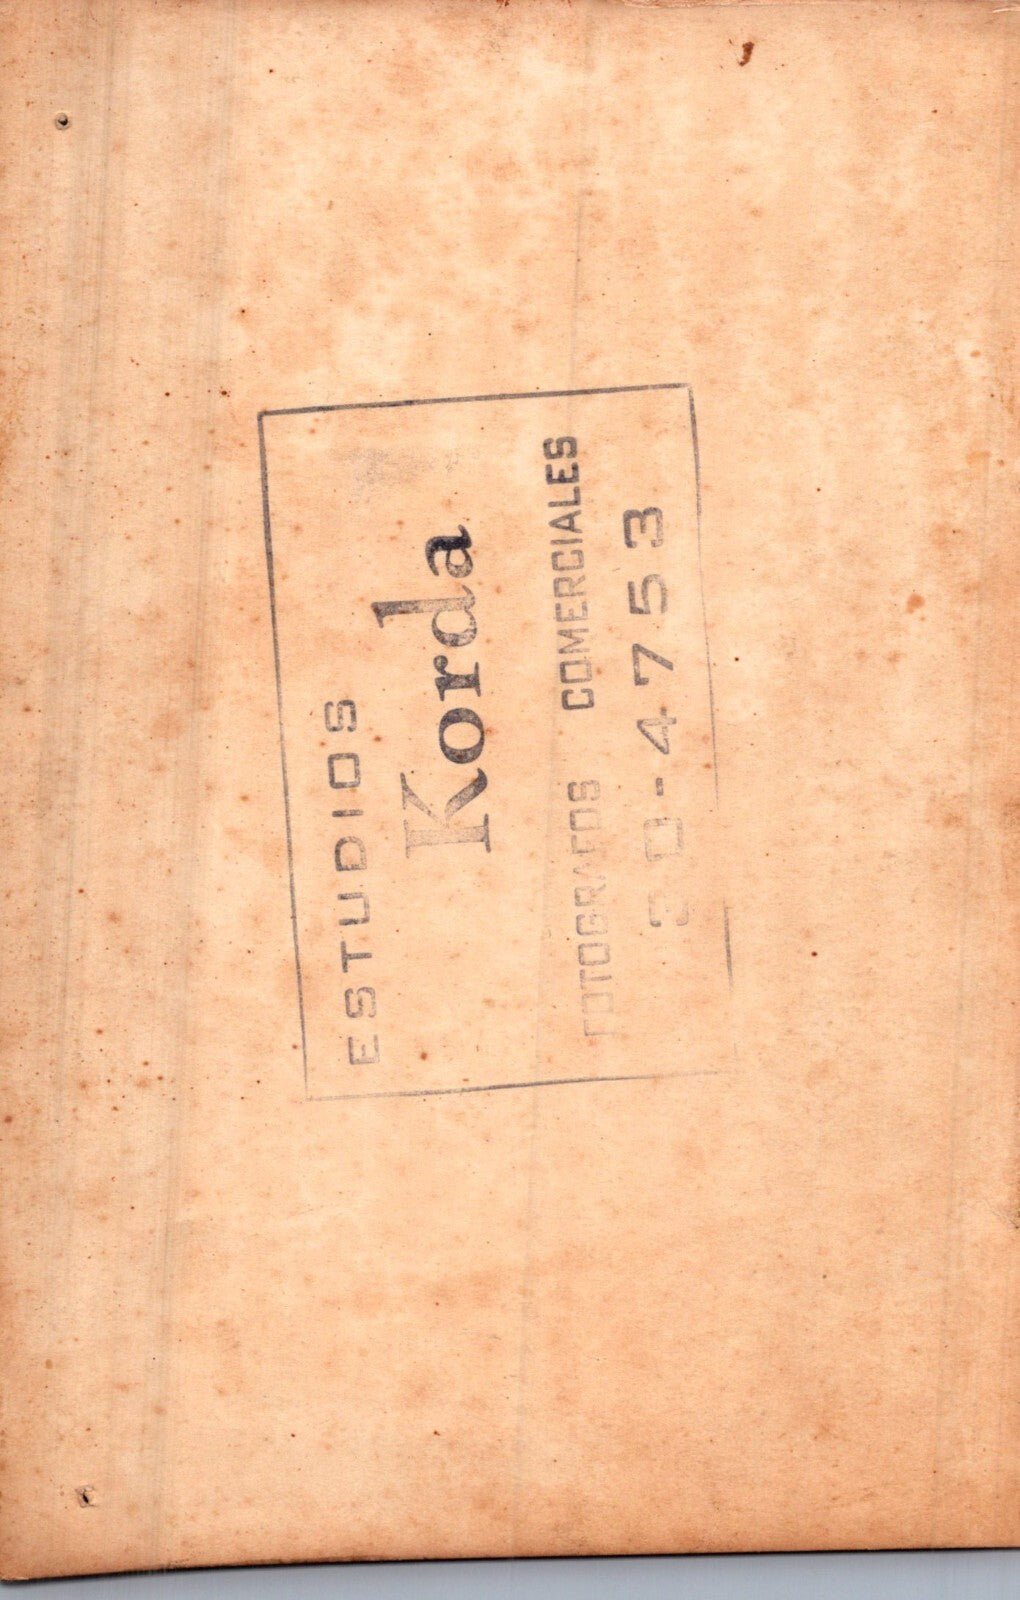 ESTUDIOS
Korda
FOTOGRAFOS COMERCIALES
30-4753